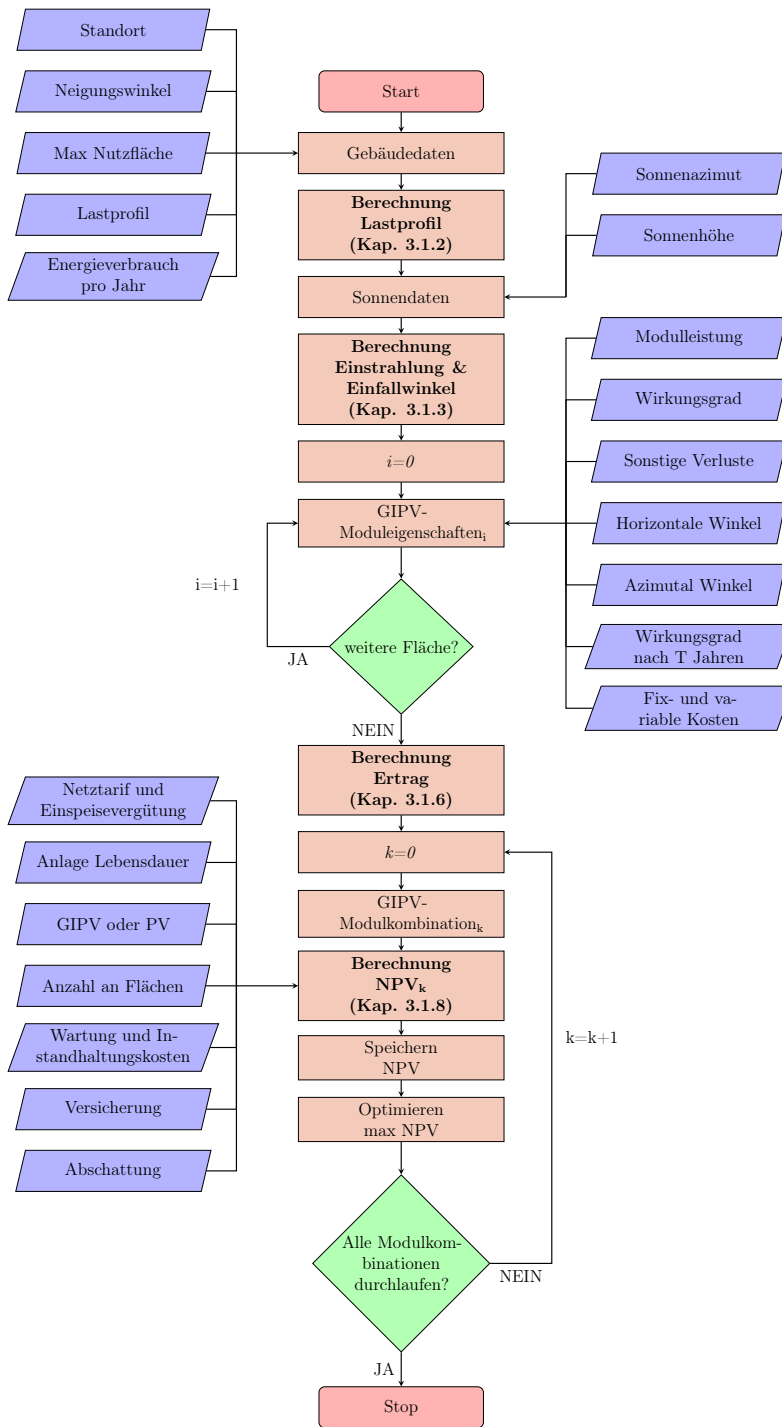 Standort
Neigungswinkel
Max Nutzfläche
Lastprofil
Energieverbrauch
pro Jahr
Start
Gebäudedaten
Berechnung
Lastprofil
(Kap. 3.1.2)
Sonnendaten
Sonnenazimut
Sonnenhöhe
Berechnung
Einstrahlung &
Einfallwinkel
(Kap. 3.1.3)
i=0
GIPV-
Moduleigenschaften_i
Modulleistung
Wirkungsgrad
Sonstige Verluste
Horizontale Winkel
Azimutal Winkel
Wirkungsgrad
nach T Jahren
Fix- und va-
riable Kosten
i=i+1
weitere Fläche?
JA
NEIN
Berechnung
Ertrag
(Kap. 3.1.6)
k=0
GIPV-
Modulkombination_k
Netztarif und
Einspeisevergütung
Anlage Lebensdauer
GIPV oder PV
Anzahl an Flächen
Wartung und In-
standhaltungskosten
Versicherung
Abschattung
Berechnung
NPV_k
(Kap. 3.1.8)
Speichern
NPV
Optimieren
max NPV
k=k+1
Alle Modulkom-
binationen
durchlaufen?
NEIN
JA
Stop